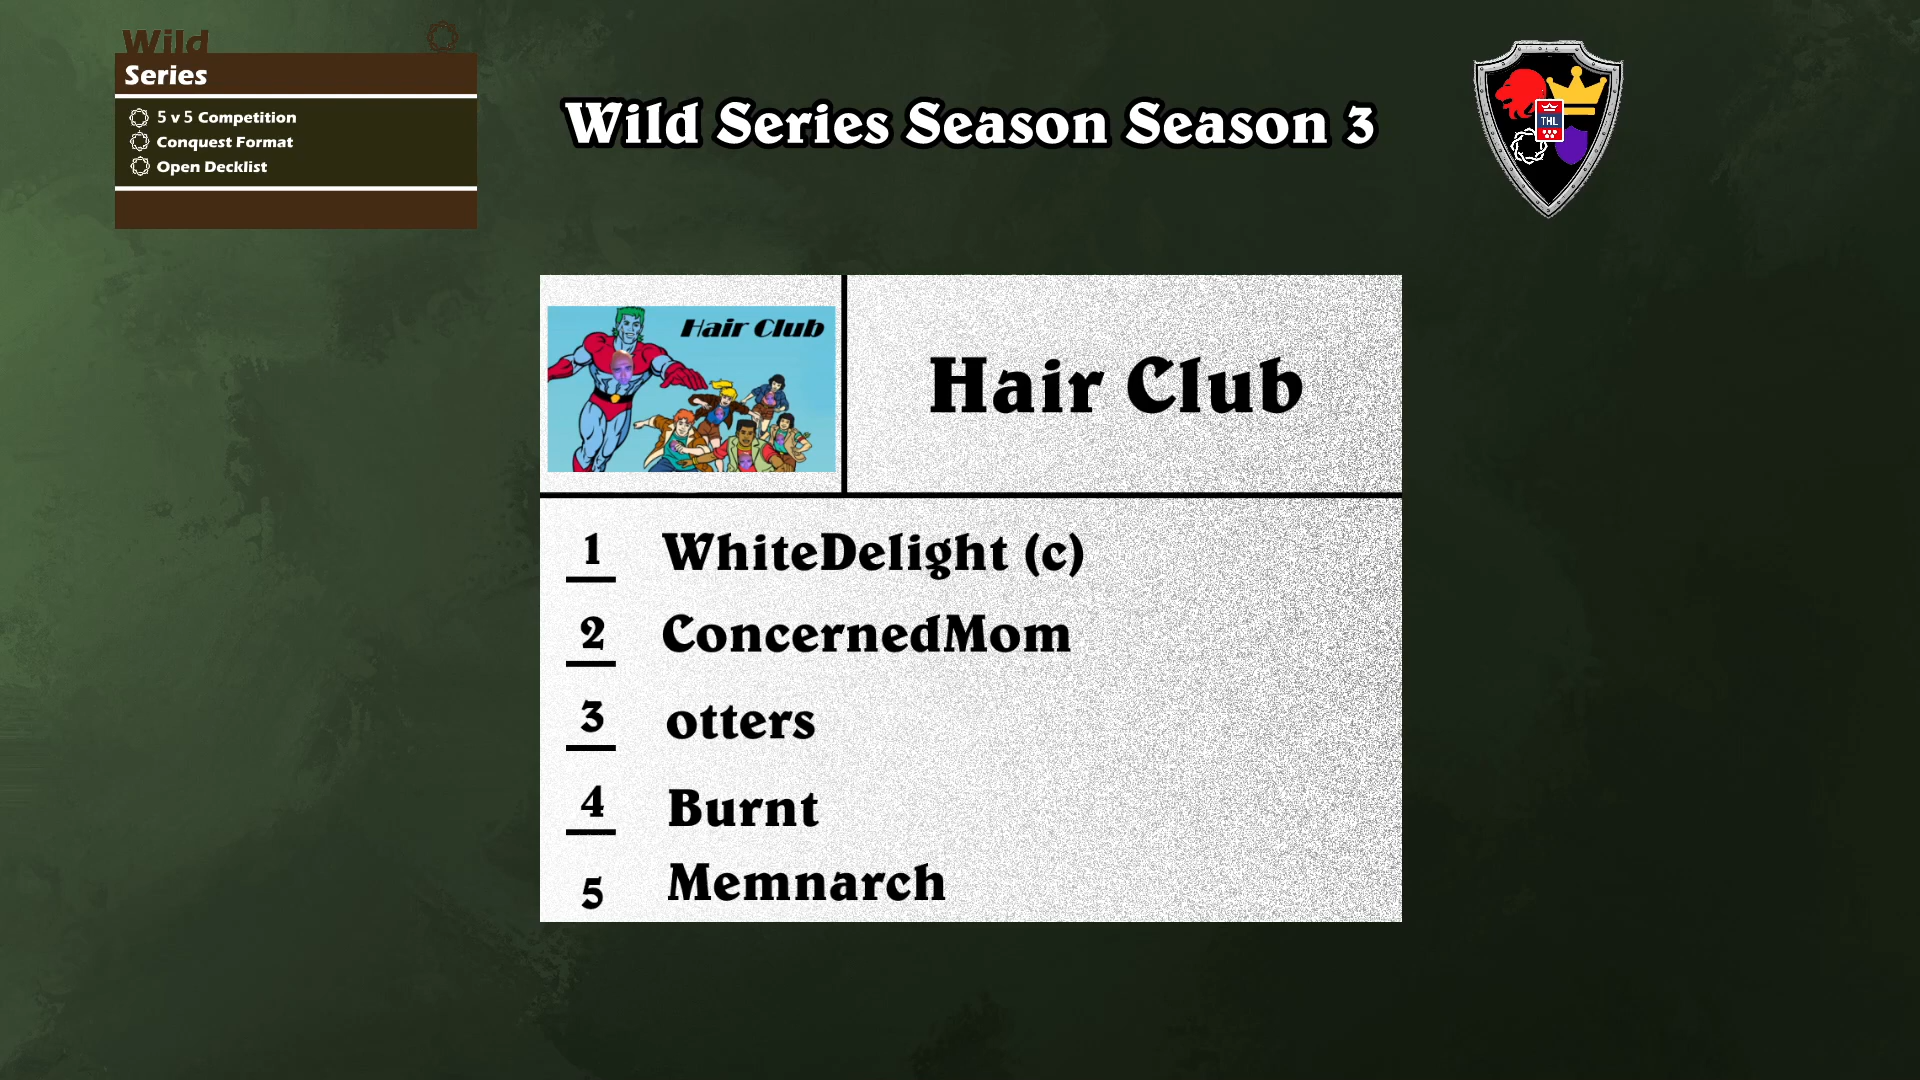 Wild
Series
5 v 5 Competition
Conquest Format
Open Decklist
Wild Series Season Season 3
THL
Hair Club
Hair Club
1 WhiteDelight (c)
2 ConcernedMom
3 otters
4 Burnt
5 Memnarch